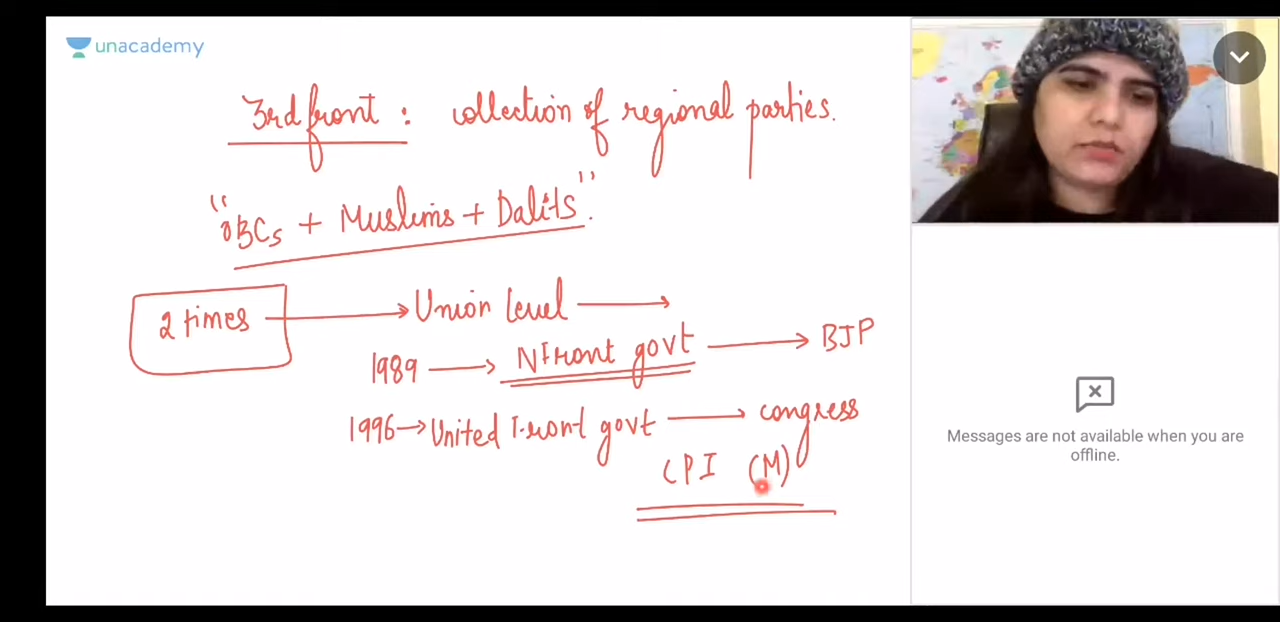 unacademy
3rd front : collection of regional parties.
"OBCs + Muslims + Dalits".
2 times → Union level →
1989 → NFront govt → BJP
1996 → United Front govt → congress
CPI (M)
Messages are not available when you are
offline.